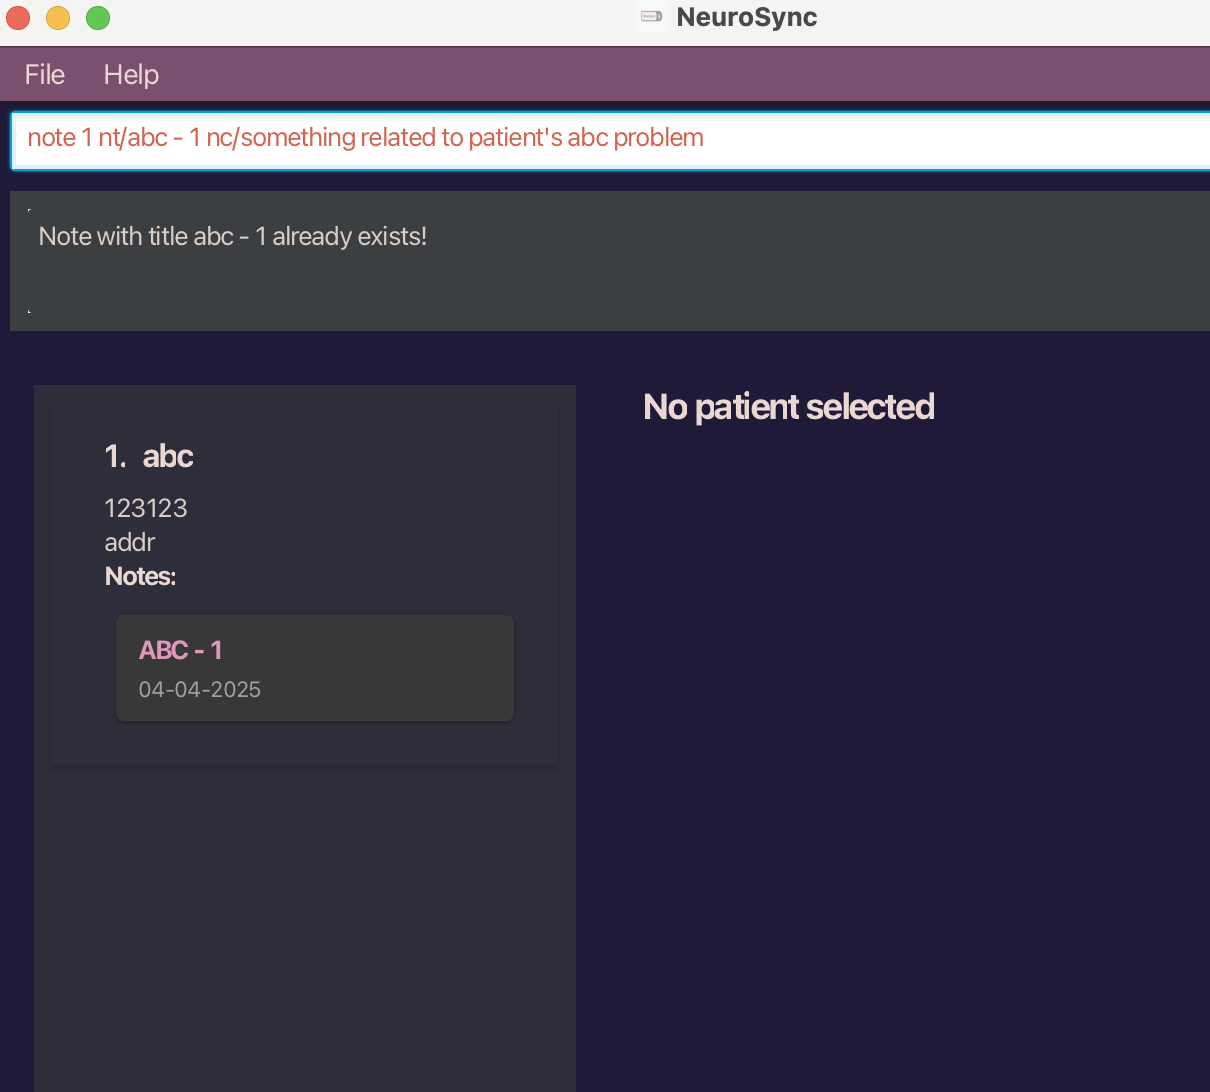 NeuroSync
File Help
note 1 nt/abc - 1 nc/something related to patient's abc problem
Note with title abc - 1 already exists!
No patient selected
1. abc
123123
addr
Notes:
ABC - 1
04-04-2025